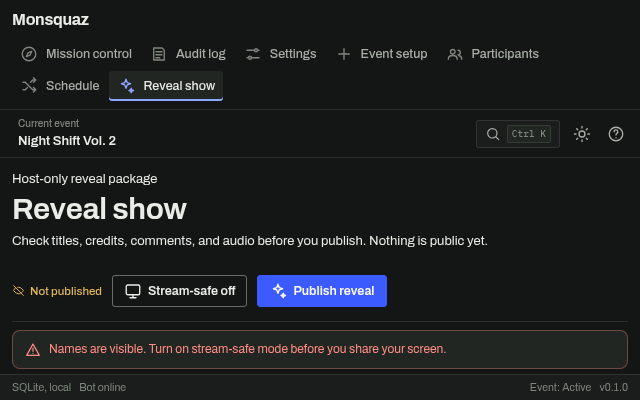 Monsquaz
Mission control
Audit log
Settings
Event setup
Participants
Schedule
Reveal show
Current event
Night Shift Vol. 2
Ctrl K
Host-only reveal package
Reveal show
Check titles, credits, comments, and audio before you publish. Nothing is public yet.
Not published
Stream-safe off
Publish reveal
Names are visible. Turn on stream-safe mode before you share your screen.
SQLite, local Bot online
Event: Active v0.1.0